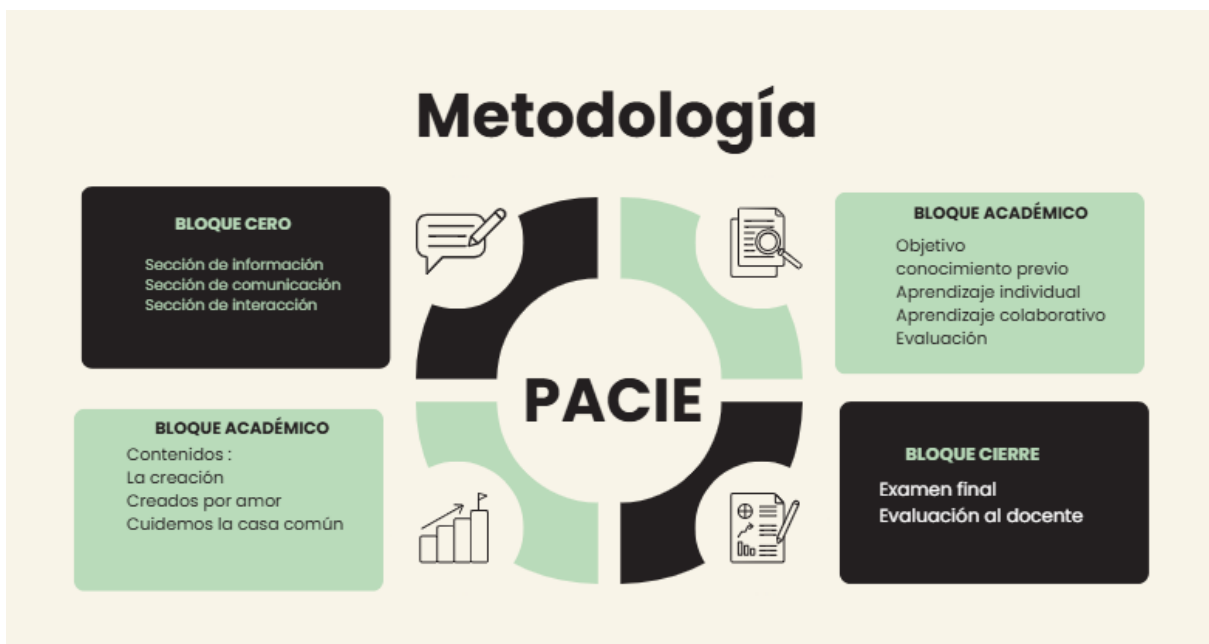 Metodología
BLOQUE CERO
Sección de información
Sección de comunicación
Sección de interacción
BLOQUE ACADÉMICO
Objetivo
conocimiento previo
Aprendizaje individual
Aprendizaje colaborativo
Evaluación
PACIE
BLOQUE ACADÉMICO
Contenidos :
La creación
Creados por amor
Cuidemos la casa común
BLOQUE CIERRE
Examen final
Evaluación al docente